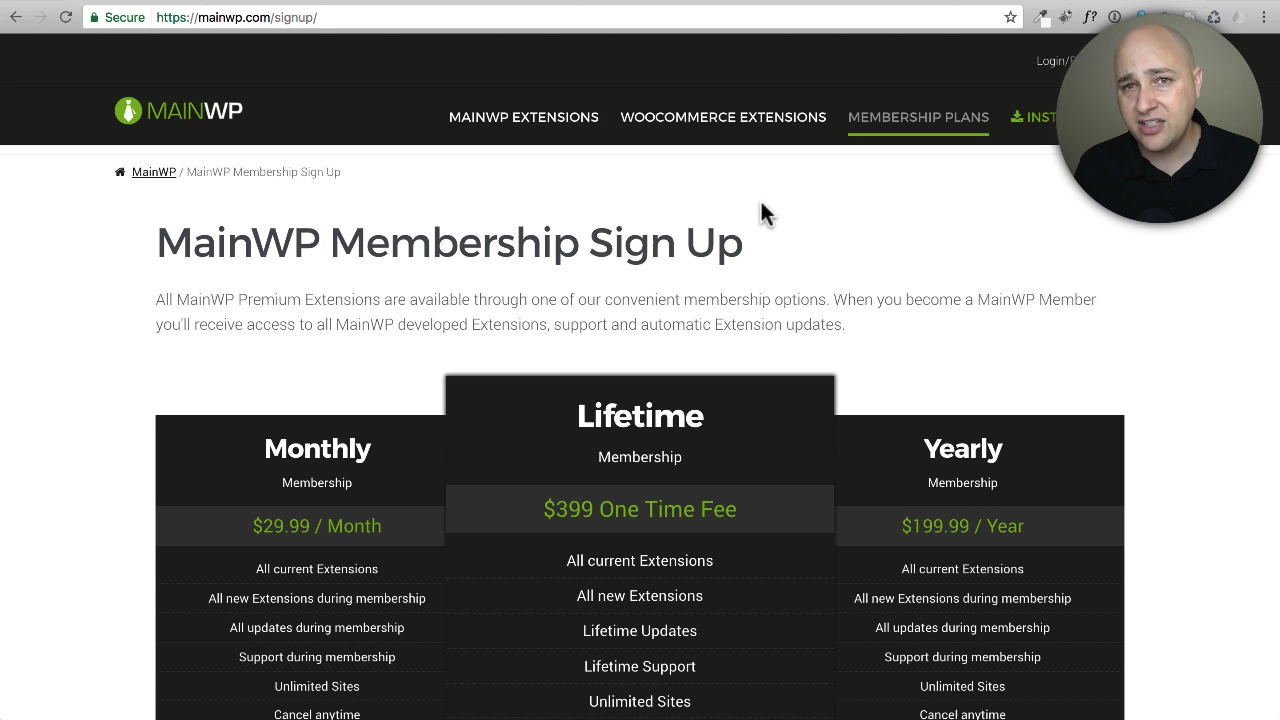 Secure https://mainwp.com/signup/
f?
Login/
MAINWP
MAINWP EXTENSIONS WOOCOMMERCE EXTENSIONS MEMBERSHIP PLANS
MainWP / MainWP Membership Sign Up
MainWP Membership Sign Up
All MainWP Premium Extensions are available through one of our convenient membership options. When you become a MainWP Member
you'll receive access to all MainWP developed Extensions, support and automatic Extension updates.
Monthly
Membership
$29.99 / Month
All current Extensions
All new Extensions during membership
All updates during membership
Support during membership
Unlimited Sites
Cancel anytime
Lifetime
Membership
$399 One Time Fee
All current Extensions
All new Extensions
Lifetime Updates
Lifetime Support
Unlimited Sites
Yearly
Membership
$199.99 / Year
All current Extensions
All new Extensions during membership
All updates during membership
Support during membership
Unlimited Sites
Cancel anytime